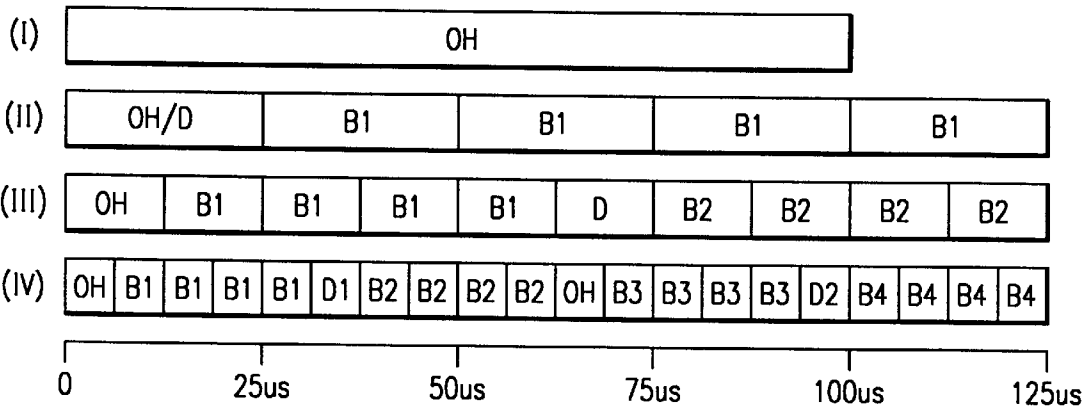 (I) OH
(II) OH/D B1 B1 B1 B1
(III) OH B1 B1 B1 B1 D B2 B2 B2 B2
(IV) OH B1 B1 B1 B1 D1 B2 B2 B2 B2 OH B3 B3 B3 B3 D2 B4 B4 B4 B4
0 25us 50us 75us 100us 125us